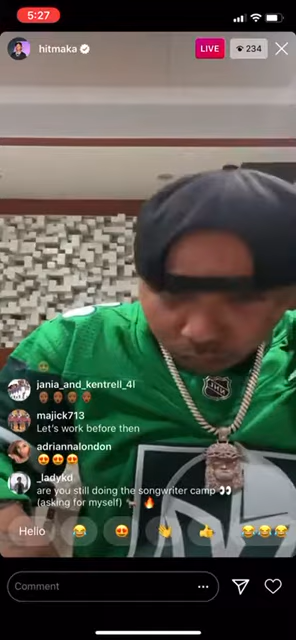 5:27
hitmaka
LIVE
234
jania_and_kentrell_4l
majick713
Let's work before then
adriannalondon
_ladykd
are you still doing the songwriter camp
(asking for myself)
Hello
Comment
NHL